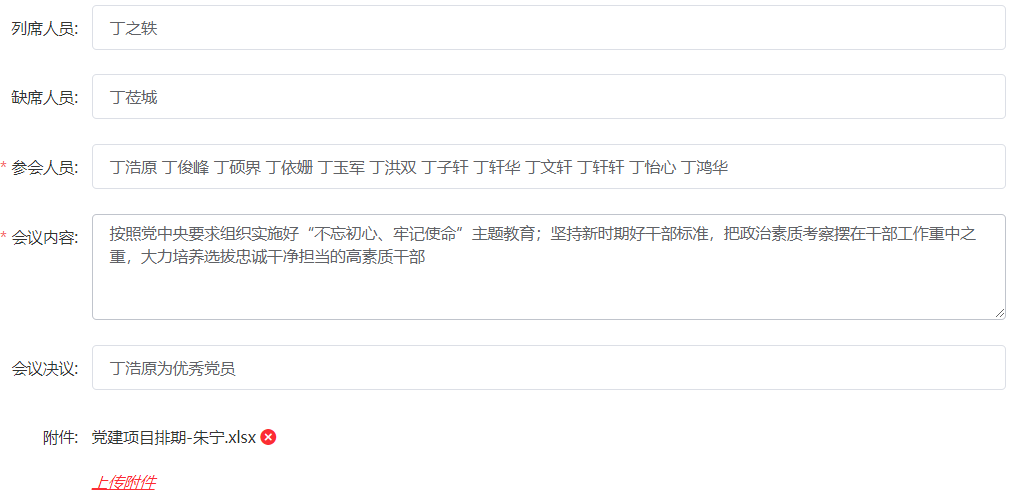 列席人员: 丁之轶
缺席人员: 丁莅城
* 参会人员: 丁浩原 丁俊峰 丁硕界 丁依姗 丁玉军 丁洪双 丁子轩 丁轩华 丁文轩 丁轩轩 丁怡心 丁鸿华
* 会议内容: 按照党中央要求组织实施好“不忘初心、牢记使命”主题教育；坚持新时期好干部标准，把政治素质考察摆在干部工作重中之
重，大力培养选拔忠诚干净担当的高素质干部
会议决议: 丁浩原为优秀党员
附件: 党建项目排期-朱宁.xlsx
上传附件